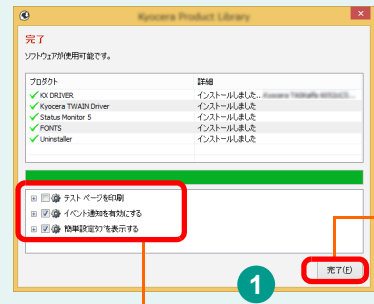 Kyocera Product Library
完了
ソフトウェアが使用可能です。
プロダクト 詳細
KX DRIVER インストールしました...
Kyocera TWAIN Driver インストールしました
Status Monitor 5 インストールしました
FONTS インストールしました
Uninstaller インストールしました
テスト ページを印刷
イベント通知を有効にする
簡単設定ﾀﾌﾞを表示する
完了(F)
1